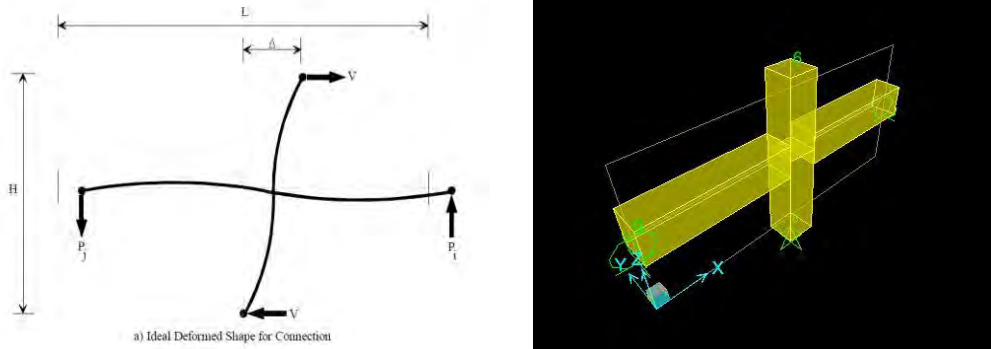 L
Δ
V
H
P
j
P
i
V
a) Ideal Deformed Shape for Connection
Y
Z
X